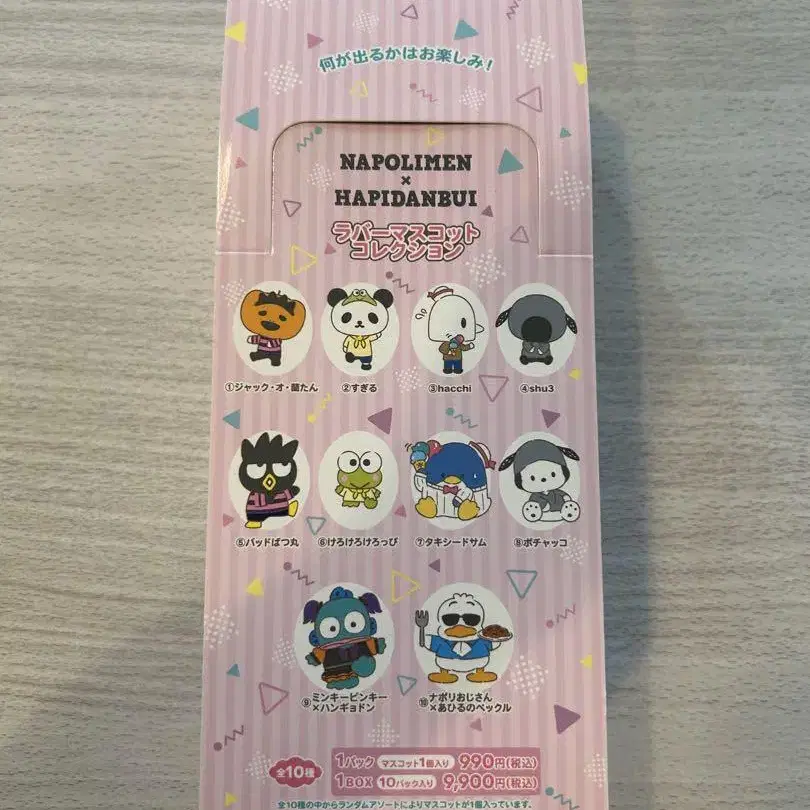 何が出るかはお楽しみ!
NAPOLIMEN
×
HAPIDANBUI
ラバーマスコット
コレクション
①ジャック・オ・蘭たん
②すぎる
③hacchi
④shu3
⑤バッドばつ丸
⑥けろけろけろっぴ
⑦タキシードサム
⑧ポチャッコ
⑨ミンキーピンキー
×ハンギョドン
⑩ナポリおじさん
×あひるのペックル
全10種
1パック マスコット1個入り 990円(税込)
1BOX 10パック入り 9,900円(税込)
全10種の中からランダムアソートによりマスコットが1個入っています。